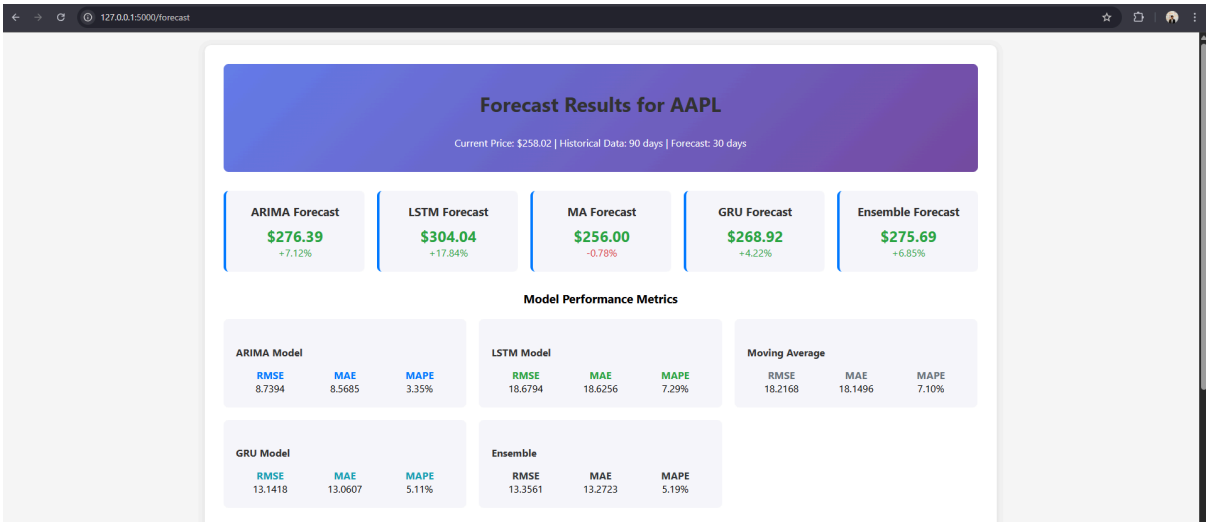 127.0.0.1:5000/forecast
Forecast Results for AAPL
Current Price: $258.02 | Historical Data: 90 days | Forecast: 30 days
ARIMA Forecast
$276.39
+7.12%
LSTM Forecast
$304.04
+17.84%
MA Forecast
$256.00
-0.78%
GRU Forecast
$268.92
+4.22%
Ensemble Forecast
$275.69
+6.85%
Model Performance Metrics
ARIMA Model
RMSE MAE MAPE
8.7394 8.5685 3.35%
LSTM Model
RMSE MAE MAPE
18.6794 18.6256 7.29%
Moving Average
RMSE MAE MAPE
18.2168 18.1496 7.10%
GRU Model
RMSE MAE MAPE
13.1418 13.0607 5.11%
Ensemble
RMSE MAE MAPE
13.3561 13.2723 5.19%